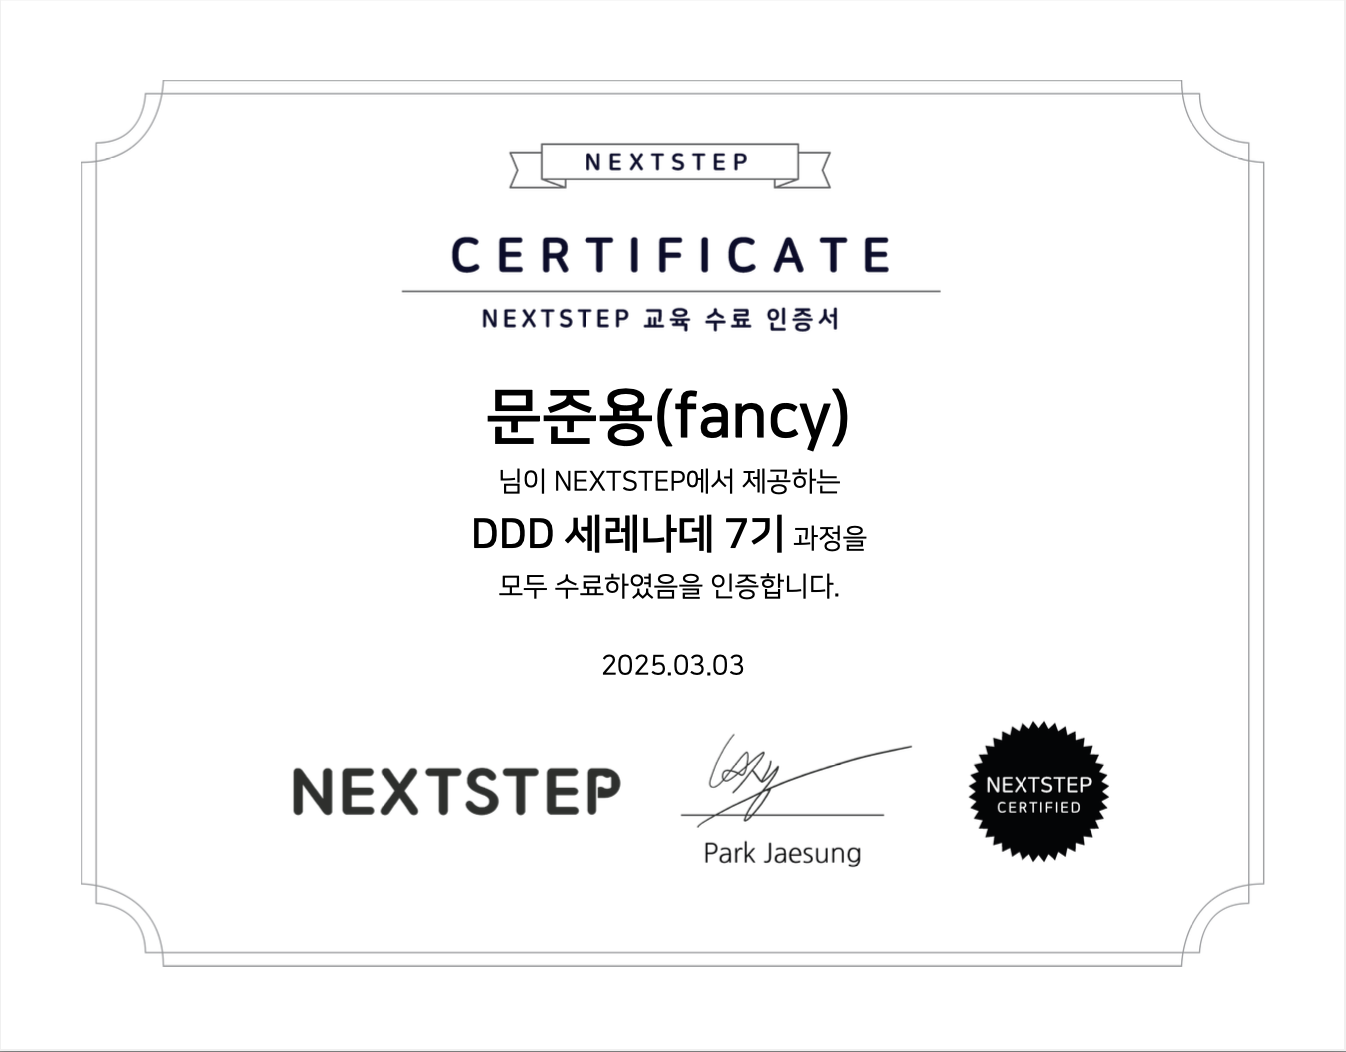 NEXTSTEP
CERTIFICATE
NEXTSTEP 교육 수료 인증서
문준용(fancy)
님이 NEXTSTEP에서 제공하는
DDD 세레나데 7기 과정을
모두 수료하였음을 인증합니다.
2025.03.03
NEXTSTEP
Park Jaesung
NEXTSTEP
CERTIFIED